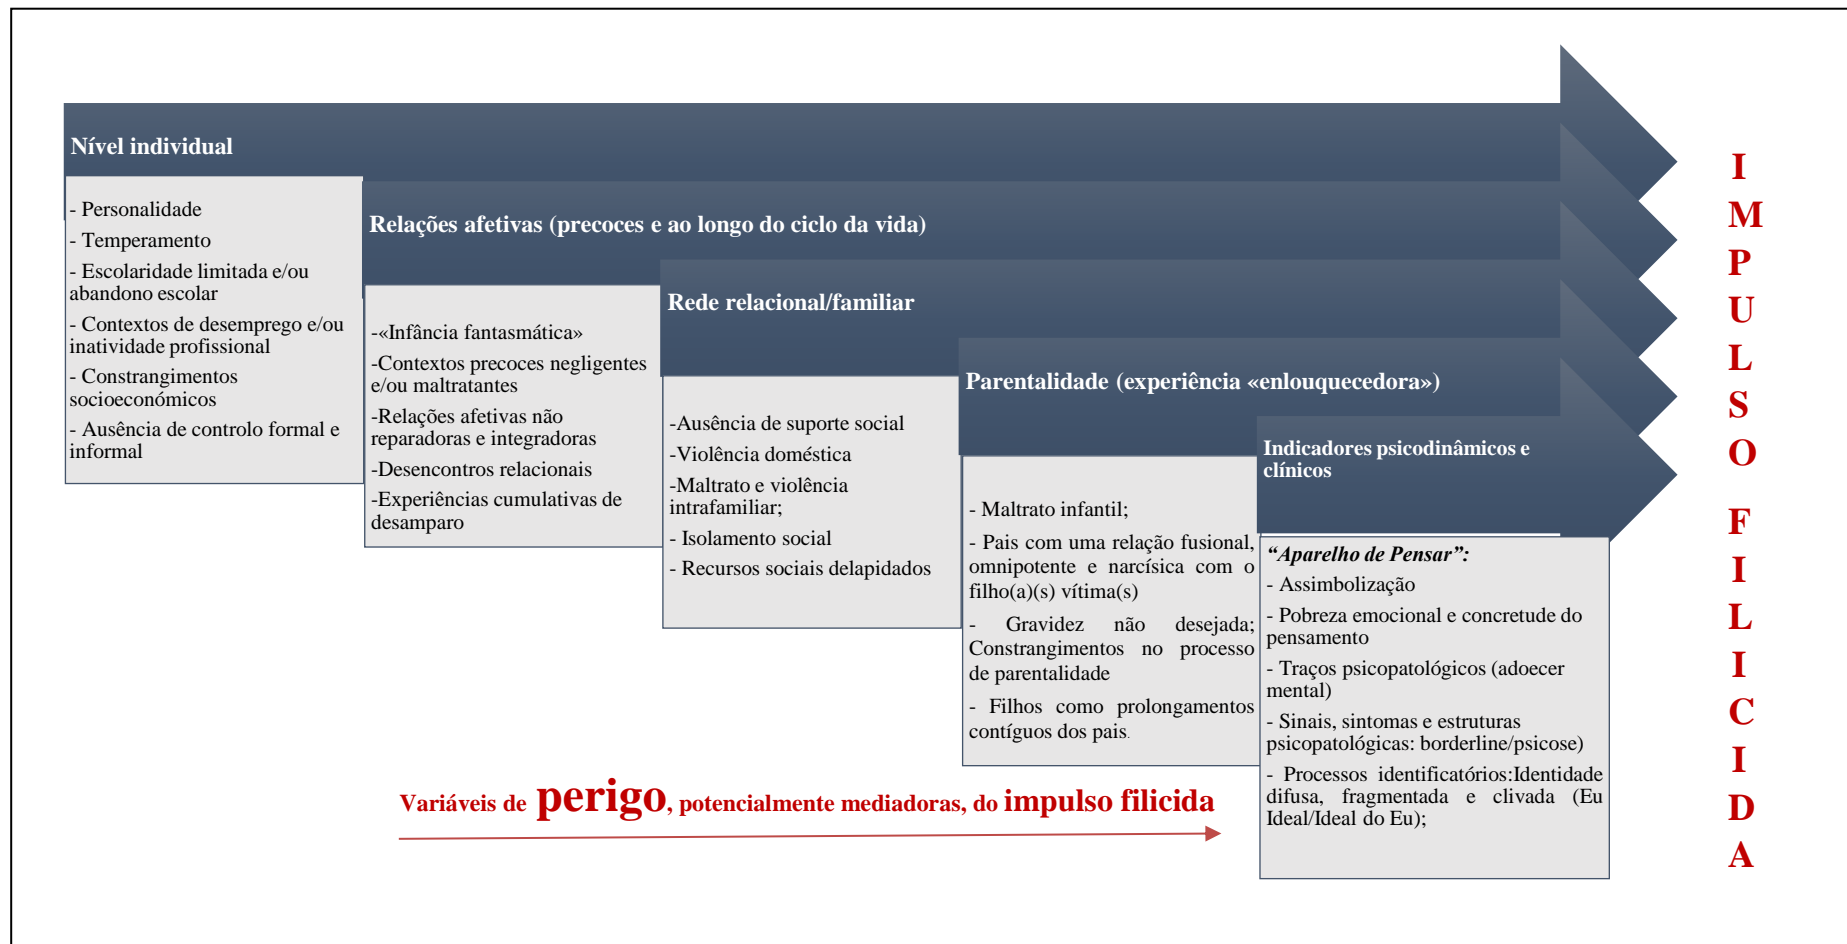 Nível individual
- Personalidade
- Temperamento
- Escolaridade limitada e/ou
abandono escolar
- Contextos de desemprego e/ou
inatividade profissional
- Constrangimentos
socioeconómicos
- Ausência de controlo formal e
informal
Relações afetivas (precoces e ao longo do ciclo da vida)
-«Infância fantasmática»
-Contextos precoces negligentes
e/ou maltratantes
-Relações afetivas não
reparadoras e integradoras
-Desencontros relacionais
-Experiências cumulativas de
desamparo
Rede relacional/familiar
-Ausência de suporte social
-Violência doméstica
-Maltrato e violência
intrafamiliar;
- Isolamento social
- Recursos sociais delapidados
Parentalidade (experiência «enlouquecedora»)
- Maltrato infantil;
- Pais com uma relação fusional,
omnipotente e narcísica com o
filho(a)(s) vítima(s)
- Gravidez não desejada;
Constrangimentos no processo
de parentalidade
- Filhos como prolongamentos
contíguos dos pais.
Indicadores psicodinâmicos e
clínicos
“Aparelho de Pensar”:
- Assimbolização
- Pobreza emocional e concretude do
pensamento
- Traços psicopatológicos (adoecer
mental)
- Sinais, sintomas e estruturas
psicopatológicas: borderline/psicose)
- Processos identificatórios:Identidade
difusa, fragmentada e clivada (Eu
Ideal/Ideal do Eu);
Variáveis de perigo, potencialmente mediadoras, do impulso filicida
IMPULSO FILICIDA